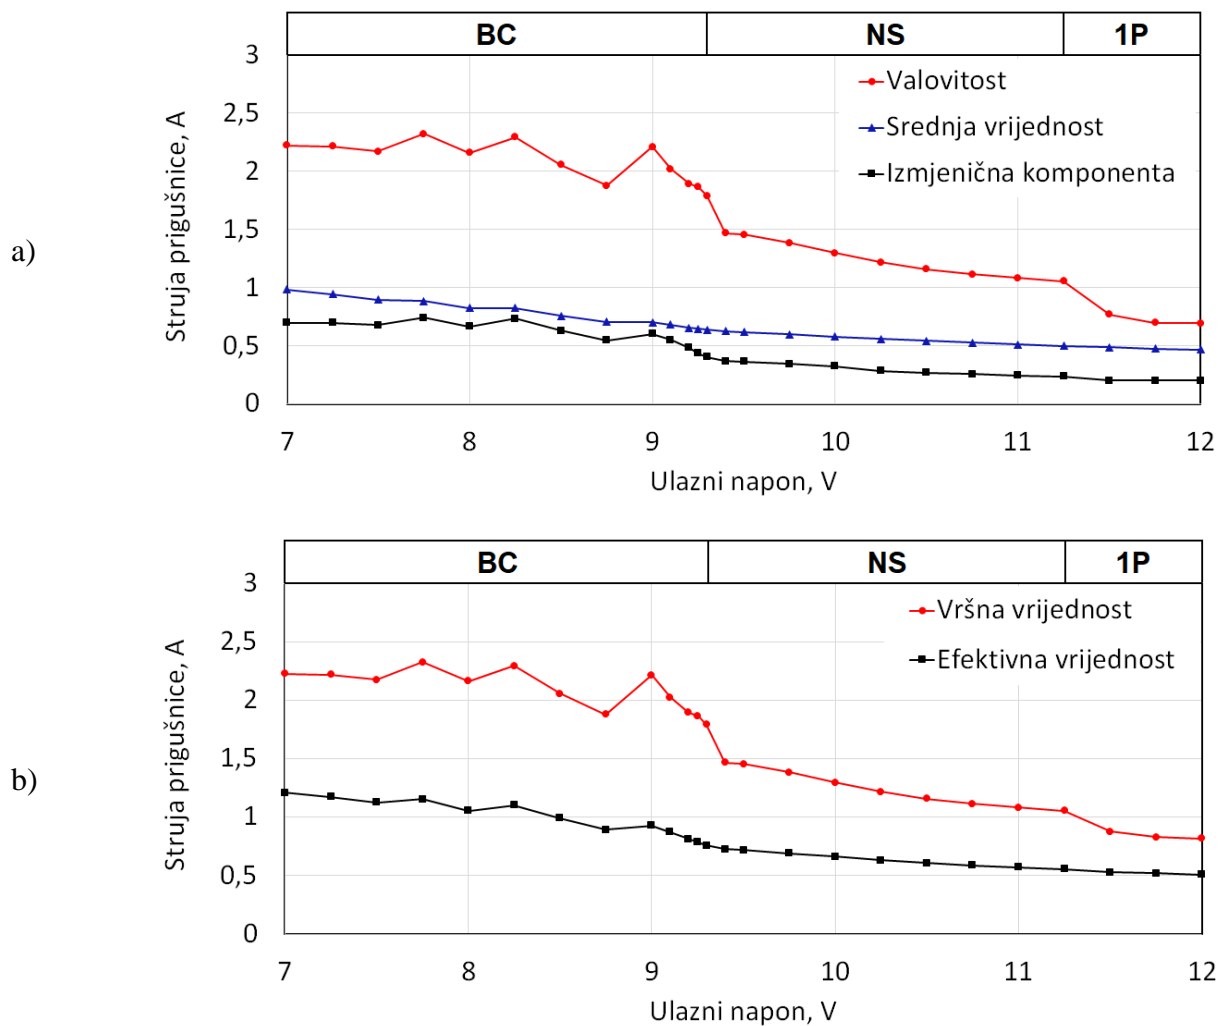 BC NS 1P
3
2,5
2
1,5
1
0,5
0
Struja prigušnice, A
Valovitost
Srednja vrijednost
Izmjenična komponenta
a)
7 8 9 10 11 12
Ulazni napon, V
BC NS 1P
3
2,5
2
1,5
1
0,5
0
Struja prigušnice, A
Vršna vrijednost
Efektivna vrijednost
b)
7 8 9 10 11 12
Ulazni napon, V